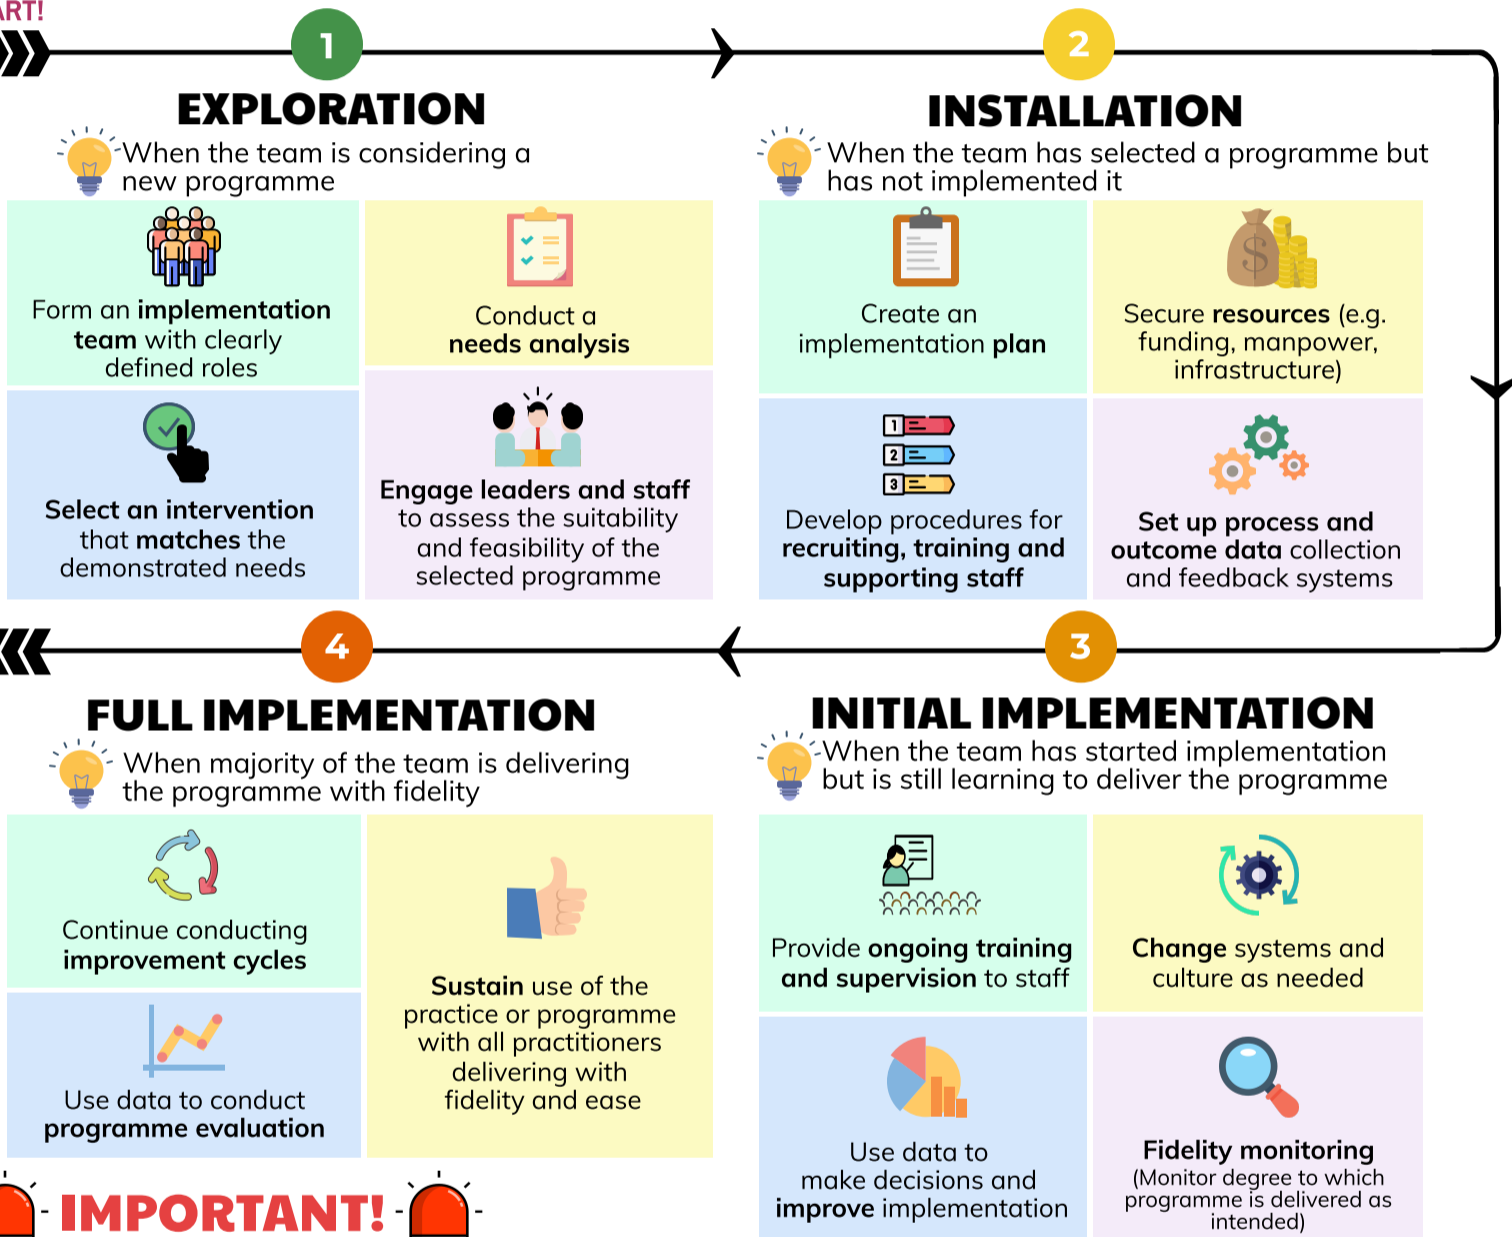 ART!
1
2
EXPLORATION
When the team is considering a
new programme
INSTALLATION
When the team has selected a programme but
has not implemented it
Form an implementation
team with clearly
defined roles
Conduct a
needs analysis
Select an intervention
that matches the
demonstrated needs
Engage leaders and staff
to assess the suitability
and feasibility of the
selected programme
Create an
implementation plan
$
Secure resources (e.g.
funding, manpower,
infrastructure)
1
2
3
Develop procedures for
recruiting, training and
supporting staff
Set up process and
outcome data collection
and feedback systems
4
3
FULL IMPLEMENTATION
When majority of the team is delivering
the programme with fidelity
INITIAL IMPLEMENTATION
When the team has started implementation
but is still learning to deliver the programme
Continue conducting
improvement cycles
Sustain use of the
practice or programme
with all practitioners
delivering with
fidelity and ease
Use data to conduct
programme evaluation
Provide ongoing training
and supervision to staff
Change systems and
culture as needed
Use data to
make decisions and
improve implementation
Fidelity monitoring
(Monitor degree to which
programme is delivered as
intended)
IMPORTANT!